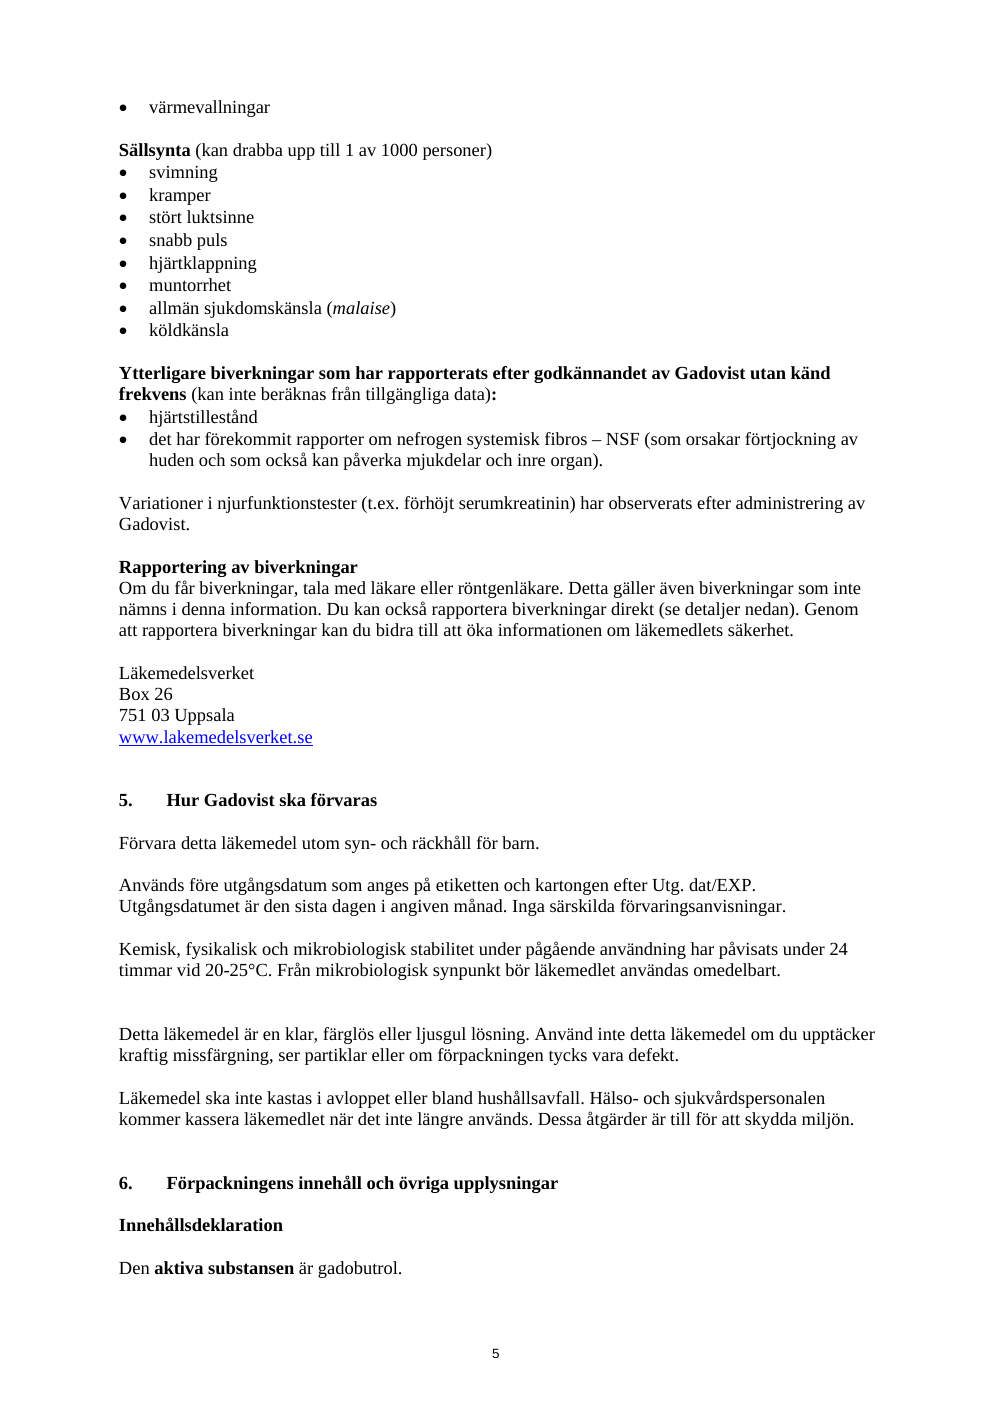 • värmevallningar
Sällsynta (kan drabba upp till 1 av 1000 personer)
• svimning
• kramper
• stört luktsinne
• snabb puls
• hjärtklappning
• muntorrhet
• allmän sjukdomskänsla (malaise)
• köldkänsla
Ytterligare biverkningar som har rapporterats efter godkännandet av Gadovist utan känd
frekvens (kan inte beräknas från tillgängliga data):
• hjärtstillestånd
• det har förekommit rapporter om nefrogen systemisk fibros – NSF (som orsakar förtjockning av
huden och som också kan påverka mjukdelar och inre organ).
Variationer i njurfunktionstester (t.ex. förhöjt serumkreatinin) har observerats efter administrering av
Gadovist.
Rapportering av biverkningar
Om du får biverkningar, tala med läkare eller röntgenläkare. Detta gäller även biverkningar som inte
nämns i denna information. Du kan också rapportera biverkningar direkt (se detaljer nedan). Genom
att rapportera biverkningar kan du bidra till att öka informationen om läkemedlets säkerhet.
Läkemedelsverket
Box 26
751 03 Uppsala
www.lakemedelsverket.se
5. Hur Gadovist ska förvaras
Förvara detta läkemedel utom syn- och räckhåll för barn.
Används före utgångsdatum som anges på etiketten och kartongen efter Utg. dat/EXP.
Utgångsdatumet är den sista dagen i angiven månad. Inga särskilda förvaringsanvisningar.
Kemisk, fysikalisk och mikrobiologisk stabilitet under pågående användning har påvisats under 24
timmar vid 20-25°C. Från mikrobiologisk synpunkt bör läkemedlet användas omedelbart.
Detta läkemedel är en klar, färglös eller ljusgul lösning. Använd inte detta läkemedel om du upptäcker
kraftig missfärgning, ser partiklar eller om förpackningen tycks vara defekt.
Läkemedel ska inte kastas i avloppet eller bland hushållsavfall. Hälso- och sjukvårdspersonalen
kommer kassera läkemedlet när det inte längre används. Dessa åtgärder är till för att skydda miljön.
6. Förpackningens innehåll och övriga upplysningar
Innehållsdeklaration
Den aktiva substansen är gadobutrol.
5